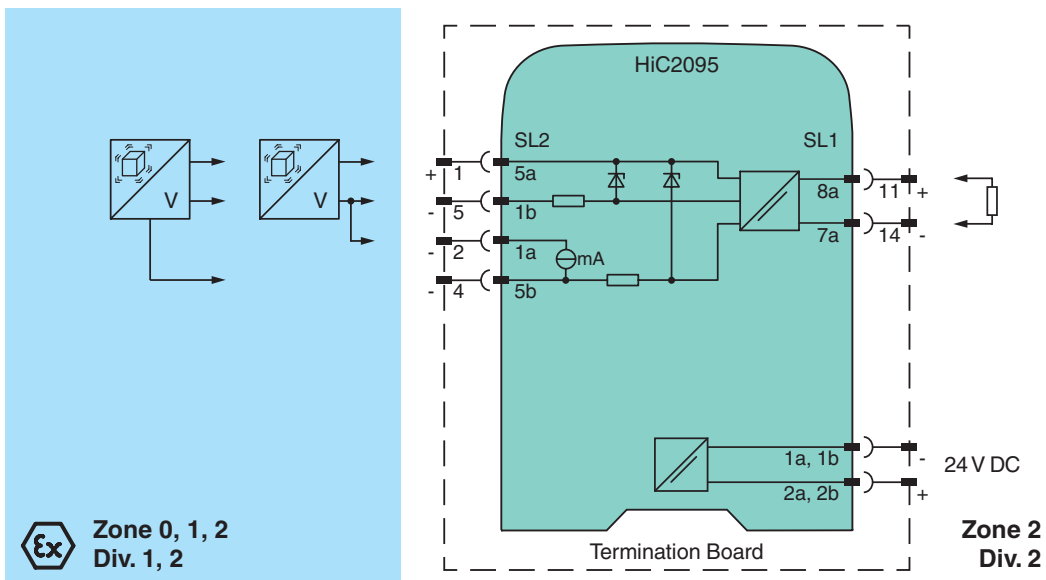 HiC2095
SL2
SL1
+ 1 5a
8a 11 +
V
V
- 5 1b
7a 14 -
- 2 1a
mA
- 4 5b
1a, 1b -
24 V DC
2a, 2b +
Ex
Zone 0, 1, 2
Div. 1, 2
Termination Board
Zone 2
Div. 2